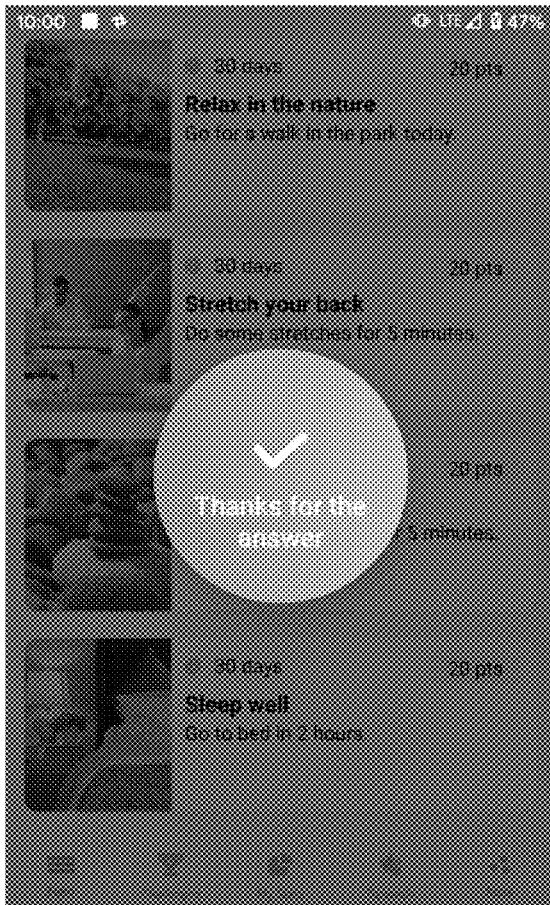 10:00 LTE 47%
30 days 20 pts
Relax in the nature
Go for a walk in the park today.
30 days 20 pts
Stretch your back
Do some stretches for 5 minutes.
20 pts
Thanks for the
answer
5 minutes.
30 days 20 pts
Sleep well
Go to bed in 2 hours